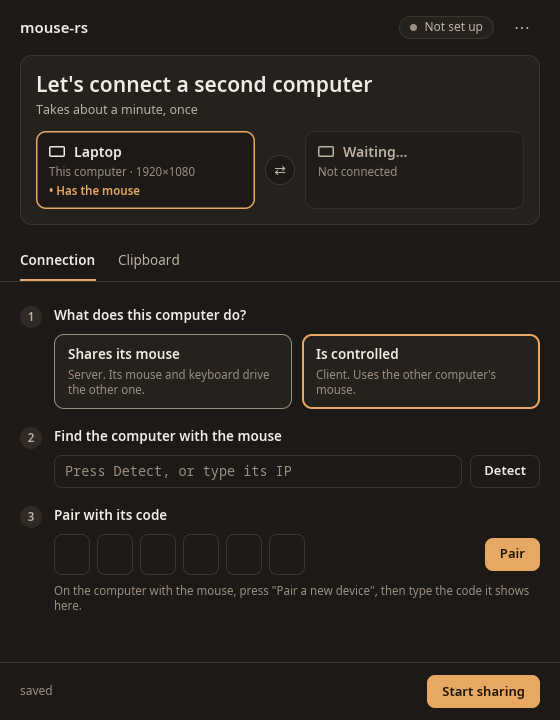 mouse-rs
Not set up
...
Let's connect a second computer
Takes about a minute, once
Laptop
This computer · 1920×1080
• Has the mouse
⇄
Waiting...
Not connected
Connection
Clipboard
1
What does this computer do?
Shares its mouse
Server. Its mouse and keyboard drive
the other one.
Is controlled
Client. Uses the other computer's
mouse.
2
Find the computer with the mouse
Press Detect, or type its IP
Detect
3
Pair with its code
Pair
On the computer with the mouse, press "Pair a new device", then type the code it shows
here.
saved
Start sharing